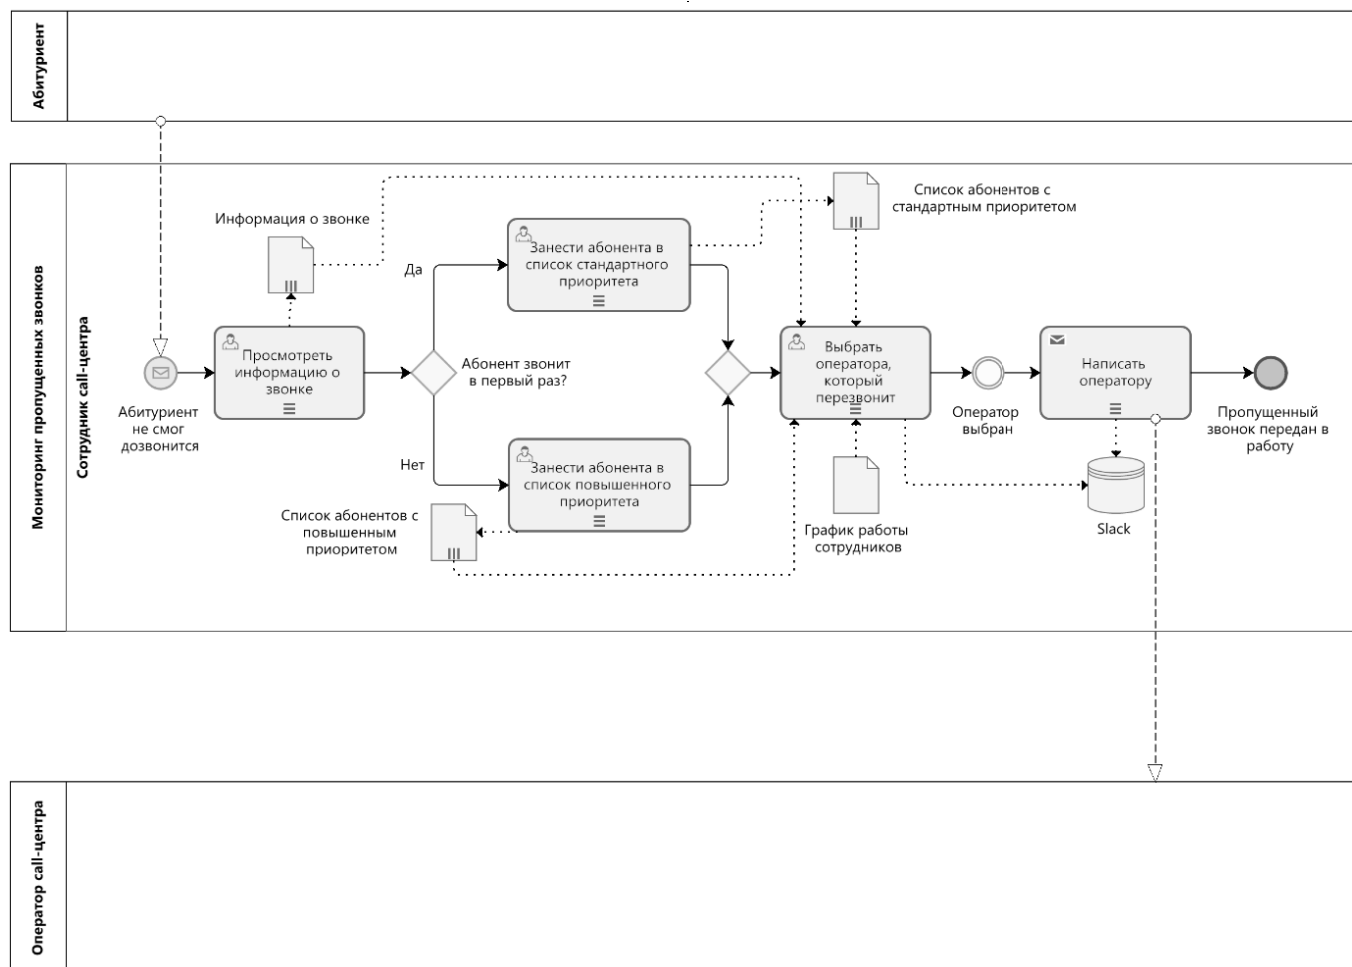 Абитуриент
Мониторинг пропущенных звонков
Сотрудник call-центра
Абитуриент
не смог
дозвонится
Информация о звонке
Просмотреть
информацию о
звонке
Абонент звонит
в первый раз?
Да
Нет
Занести абонента в
список стандартного
приоритета
Занести абонента в
список повышенного
приоритета
Список абонентов с
повышенным
приоритетом
Список абонентов с
стандартным приоритетом
Выбрать
оператора,
который
перезвонит
График работы
сотрудников
Оператор
выбран
Написать
оператору
Slack
Пропущенный
звонок передан в
работу
Оператор call-центра